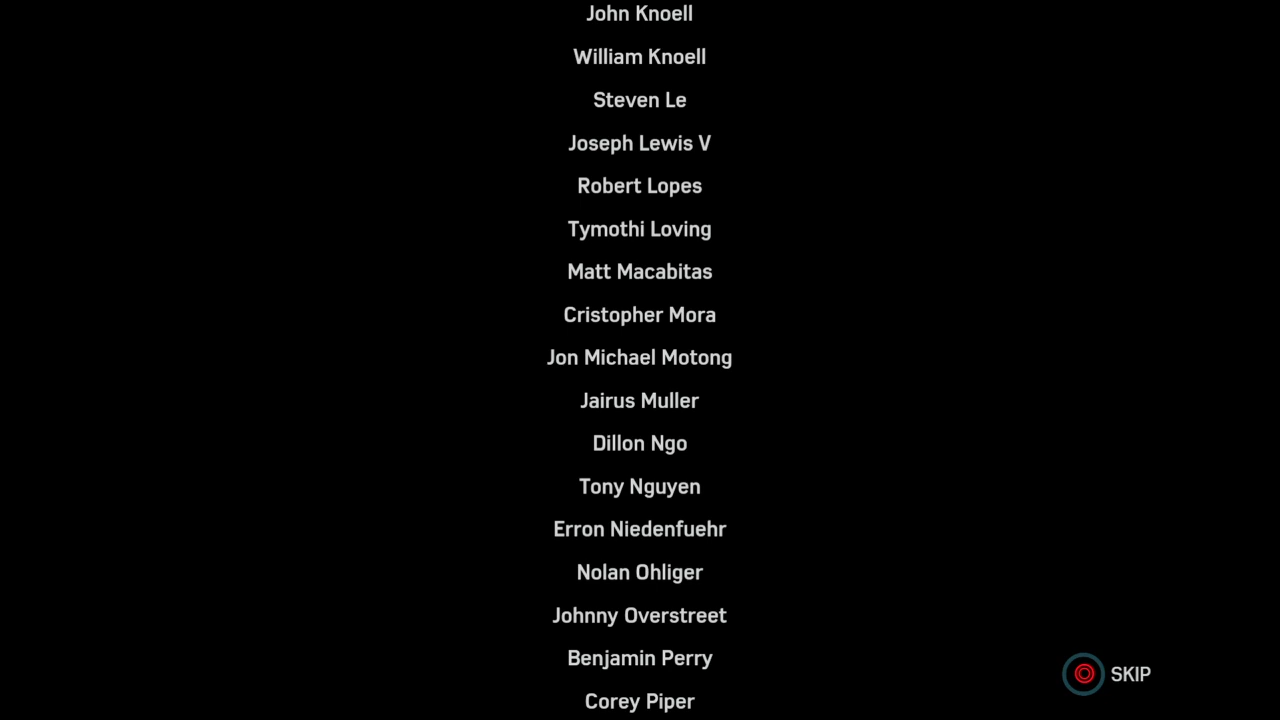 John Knoell
William Knoell
Steven Le
Joseph Lewis V
Robert Lopes
Tymothi Loving
Matt Macabitas
Cristopher Mora
Jon Michael Motong
Jairus Muller
Dillon Ngo
Tony Nguyen
Erron Niedenfuehr
Nolan Ohliger
Johnny Overstreet
Benjamin Perry
SKIP
Corey Piper